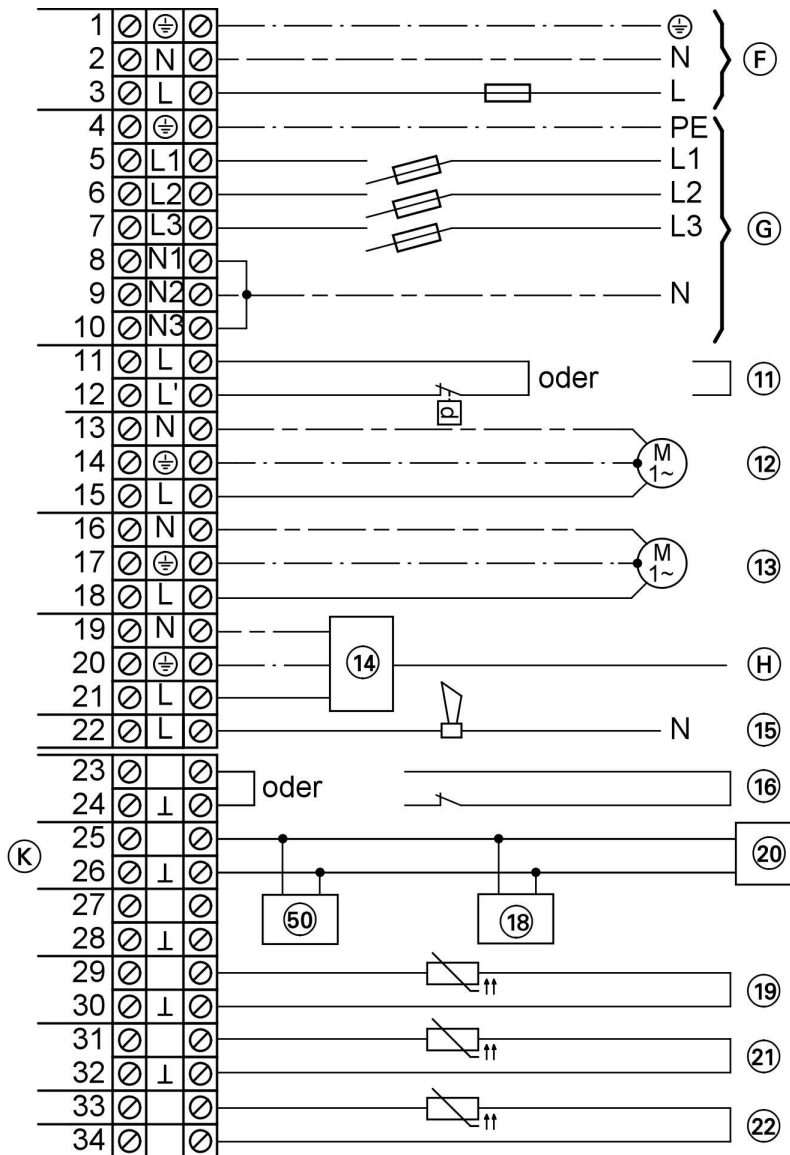 1 ⏚ ⏚
2 N N
F
3 L L
4 ⏚ PE
5 L1 L1
6 L2 L2
7 L3 L3
G
8 N1
9 N2 N
10 N3
11 L
oder 11
12 L' p
13 N
14 ⏚ M 1~ 12
15 L
16 N
17 ⏚ M 1~ 13
18 L
19 N
20 ⏚ 14 H
21 L
22 L N 15
23
oder 16
24 ⊥
25
K 20
26 ⊥
27
50 18
28 ⊥
29
19
30 ⊥
31
21
32 ⊥
33
22
34